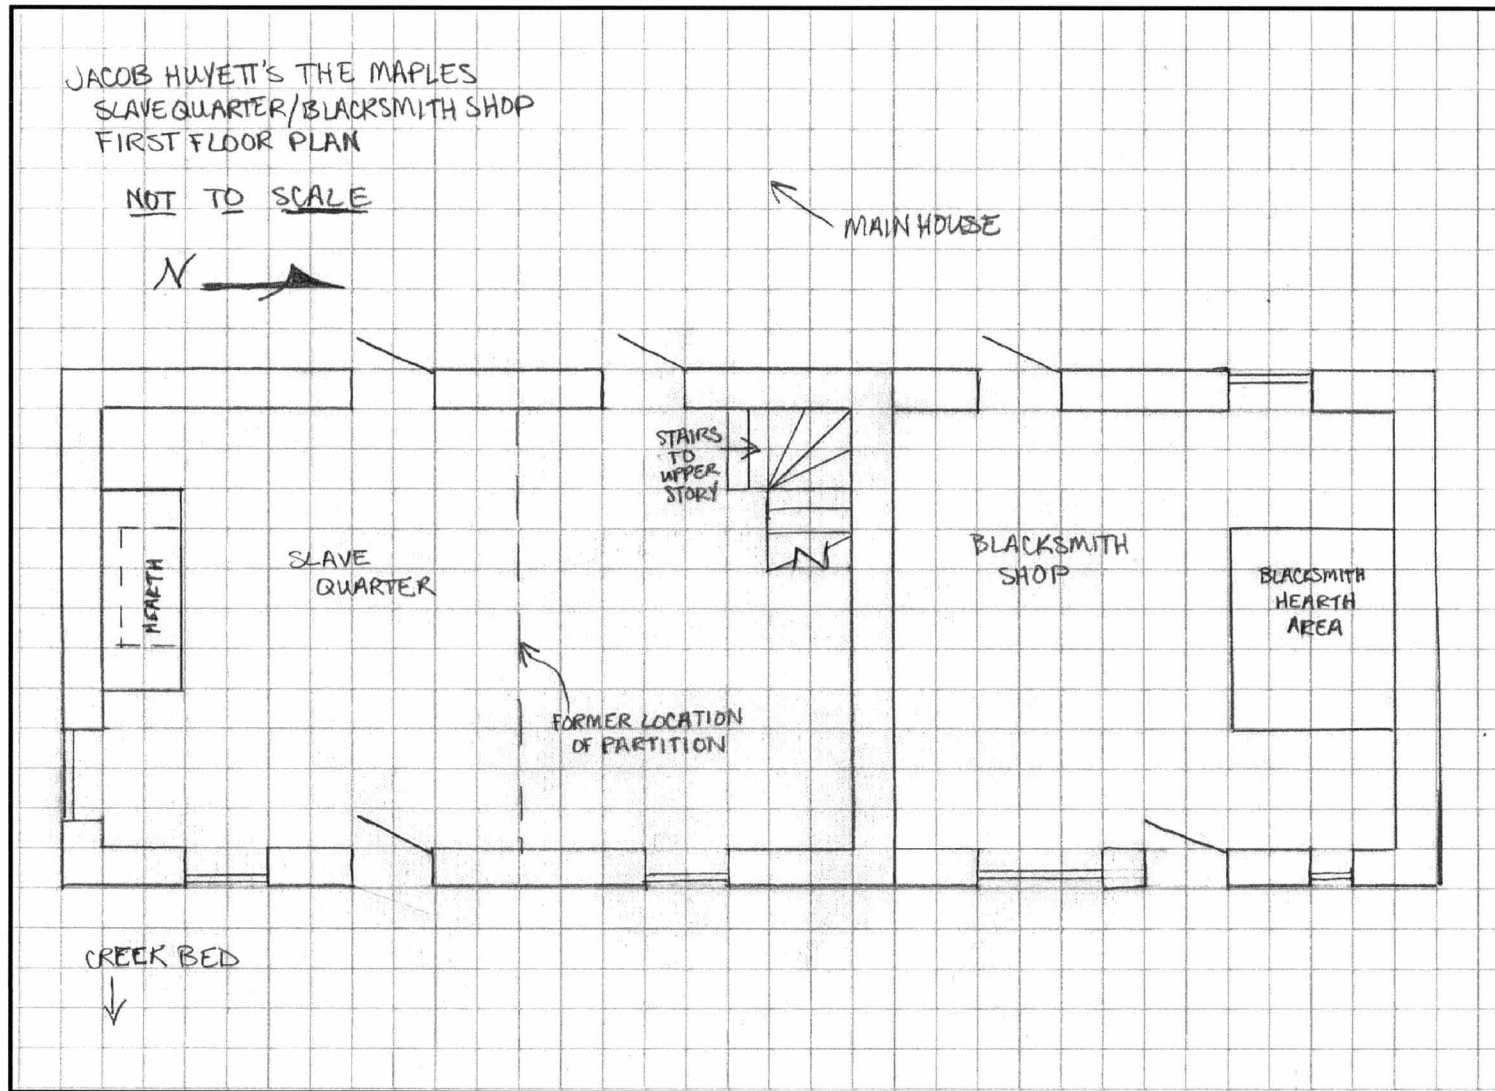 JACOB HUYETT'S THE MAPLES
SLAVE QUARTER/BLACKSMITH SHOP
FIRST FLOOR PLAN
NOT TO SCALE
N
MAIN HOUSE
STAIRS
TO
UPPER
STORY
SLAVE
QUARTER
HEARTH
BLACKSMITH
SHOP
BLACKSMITH
HEARTH
AREA
FORMER LOCATION
OF PARTITION
CREEK BED